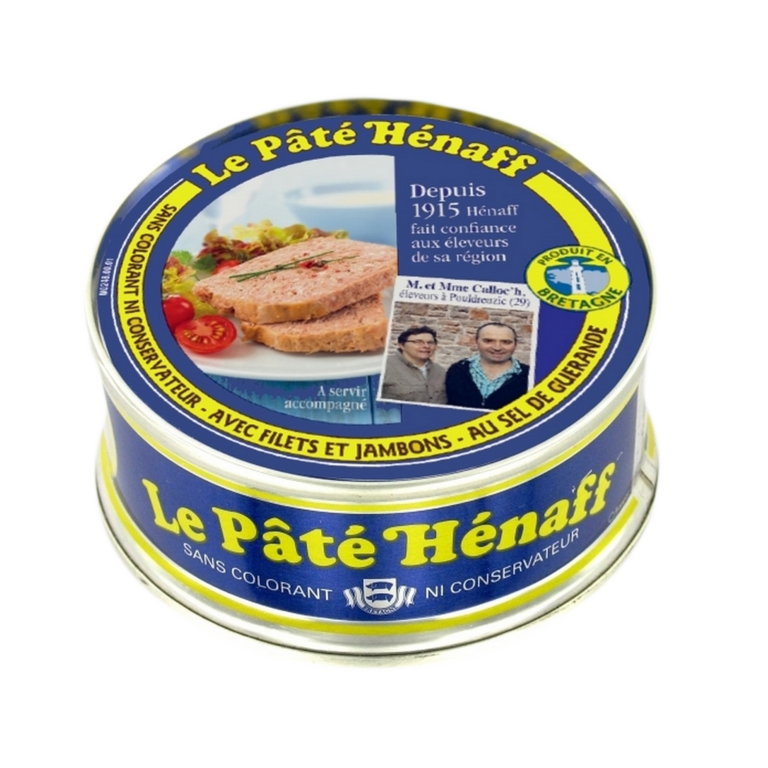 Le Pâté Hénaff
SANS COLORANT NI CONSERVATEUR - AVEC FILETS ET JAMBONS - AU SEL DE GUERANDE
Depuis
1915 Hénaff
fait confiance
aux éleveurs
de sa région
PRODUIT EN
BRETAGNE
M. et Mme Calloc'h,
éleveurs à Pouldreuzic (29)
A servir
accompagné
Le Pâté Hénaff
SANS COLORANT NI CONSERVATEUR
BRETAGNE